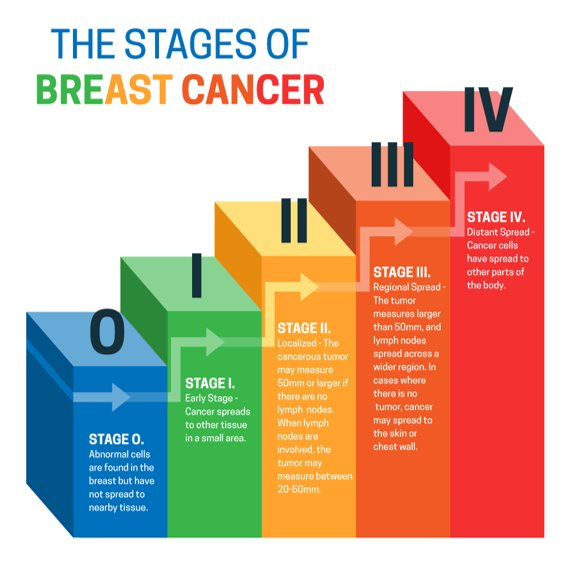 THE STAGES OF
BREAST CANCER
0
I
II
III
IV
STAGE 0.
Abnormal cells
are found in the
breast but have
not spread to
nearby tissue.
STAGE I.
Early Stage -
Cancer spreads
to other tissue
in a small area.
STAGE II.
Localized - The
cancerous tumor
may measure
50mm or larger if
there are no
lymph nodes.
When lymph
nodes are
involved, the
tumor may
measure between
20-60mm.
STAGE III.
Regional Spread -
The tumor
measures larger
than 50mm, and
lymph nodes
spread across a
wider region. In
cases where
there is no
tumor, cancer
may spread to
the skin or
chest wall.
STAGE IV.
Distant Spread -
Cancer cells
have spread to
other parts of
the body.